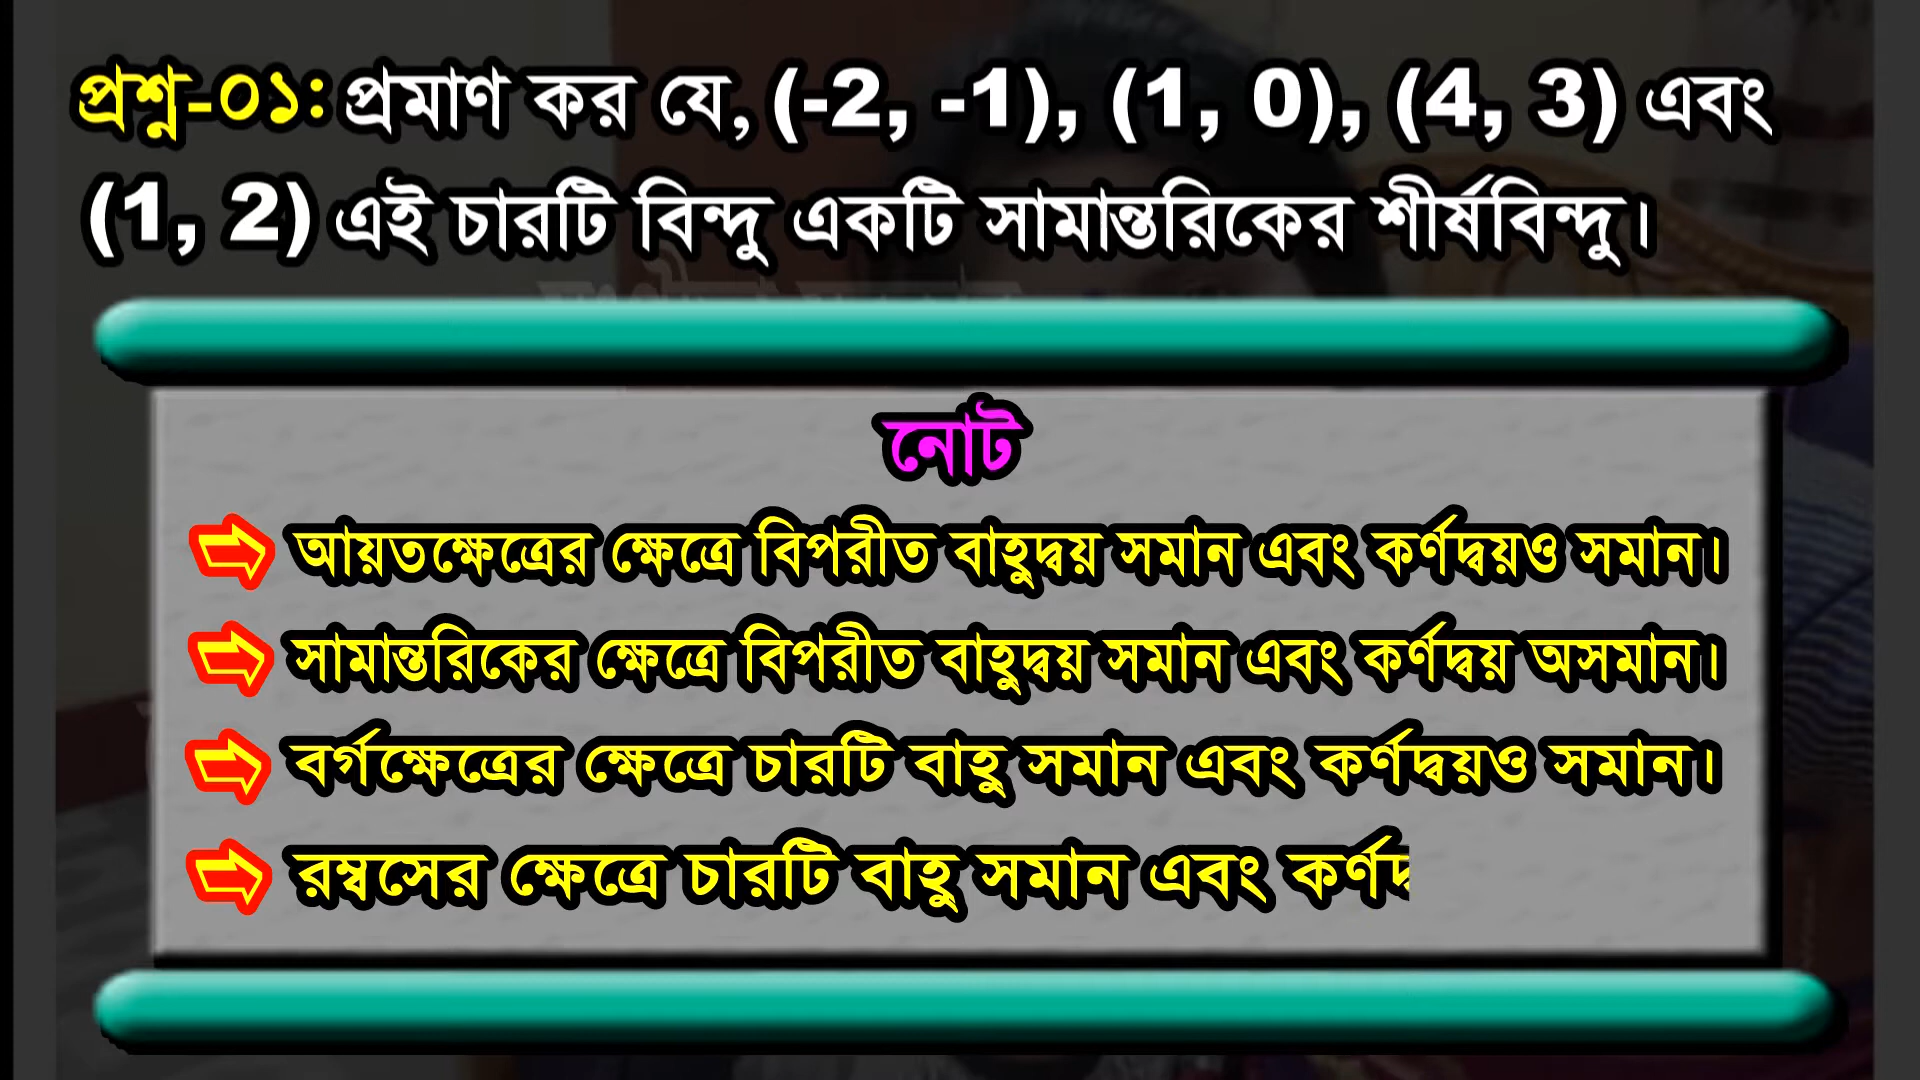 প্রশ্ন-০১ঃ প্রমাণ কর যে, (-2, -1), (1, 0), (4, 3) এবং
(1, 2) এই চারটি বিন্দু একটি সামান্তরিকের শীর্ষবিন্দু।
নোট
আয়তক্ষেত্রের ক্ষেত্রে বিপরীত বাহুদ্বয় সমান এবং কর্ণদ্বয়ও সমান।
সামান্তরিকের ক্ষেত্রে বিপরীত বাহুদ্বয় সমান এবং কর্ণদ্বয় অসমান।
বর্গক্ষেত্রের ক্ষেত্রে চারটি বাহু সমান এবং কর্ণদ্বয়ও সমান।
রম্বসের ক্ষেত্রে চারটি বাহু সমান এবং